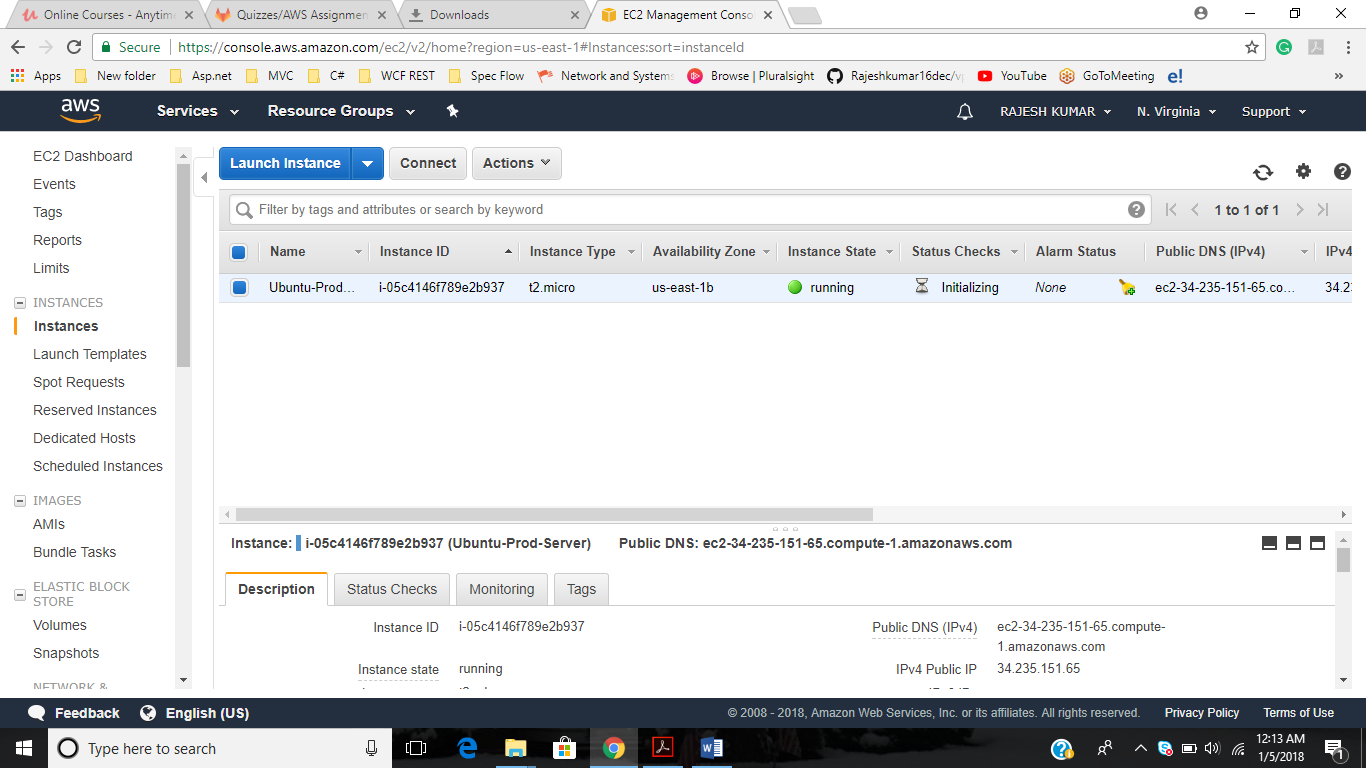 Online Courses - Anytim
Quizzes/AWS Assignmen
Downloads
EC2 Management Conso
Secure
https://console.aws.amazon.com/ec2/v2/home?region=us-east-1#Instances:sort=instanceId
Apps
New folder
Asp.net
MVC
C#
WCF REST
Spec Flow
Network and Systems
Browse | Pluralsight
Rajeshkumar16dec/vp
YouTube
GoToMeeting
e!
»
aws
Services
Resource Groups
RAJESH KUMAR
N. Virginia
Support
EC2 Dashboard
Events
Tags
Reports
Limits
INSTANCES
Instances
Launch Templates
Spot Requests
Reserved Instances
Dedicated Hosts
Scheduled Instances
IMAGES
AMIs
Bundle Tasks
ELASTIC BLOCK
STORE
Volumes
Snapshots
NETWORK &
Launch Instance
Connect
Actions
Filter by tags and attributes or search by keyword
1 to 1 of 1
Name
Instance ID
Instance Type
Availability Zone
Instance State
Status Checks
Alarm Status
Public DNS (IPv4)
IPv4
Ubuntu-Prod...
i-05c4146f789e2b937
t2.micro
us-east-1b
running
Initializing
None
ec2-34-235-151-65.co...
34.23
Instance: i-05c4146f789e2b937 (Ubuntu-Prod-Server)
Public DNS: ec2-34-235-151-65.compute-1.amazonaws.com
Description
Status Checks
Monitoring
Tags
Instance ID
i-05c4146f789e2b937
Public DNS (IPv4)
ec2-34-235-151-65.compute-
1.amazonaws.com
Instance state
running
IPv4 Public IP
34.235.151.65
Feedback
English (US)
© 2008 - 2018, Amazon Web Services, Inc. or its affiliates. All rights reserved.
Privacy Policy
Terms of Use
Type here to search
12:13 AM
1/5/2018
1